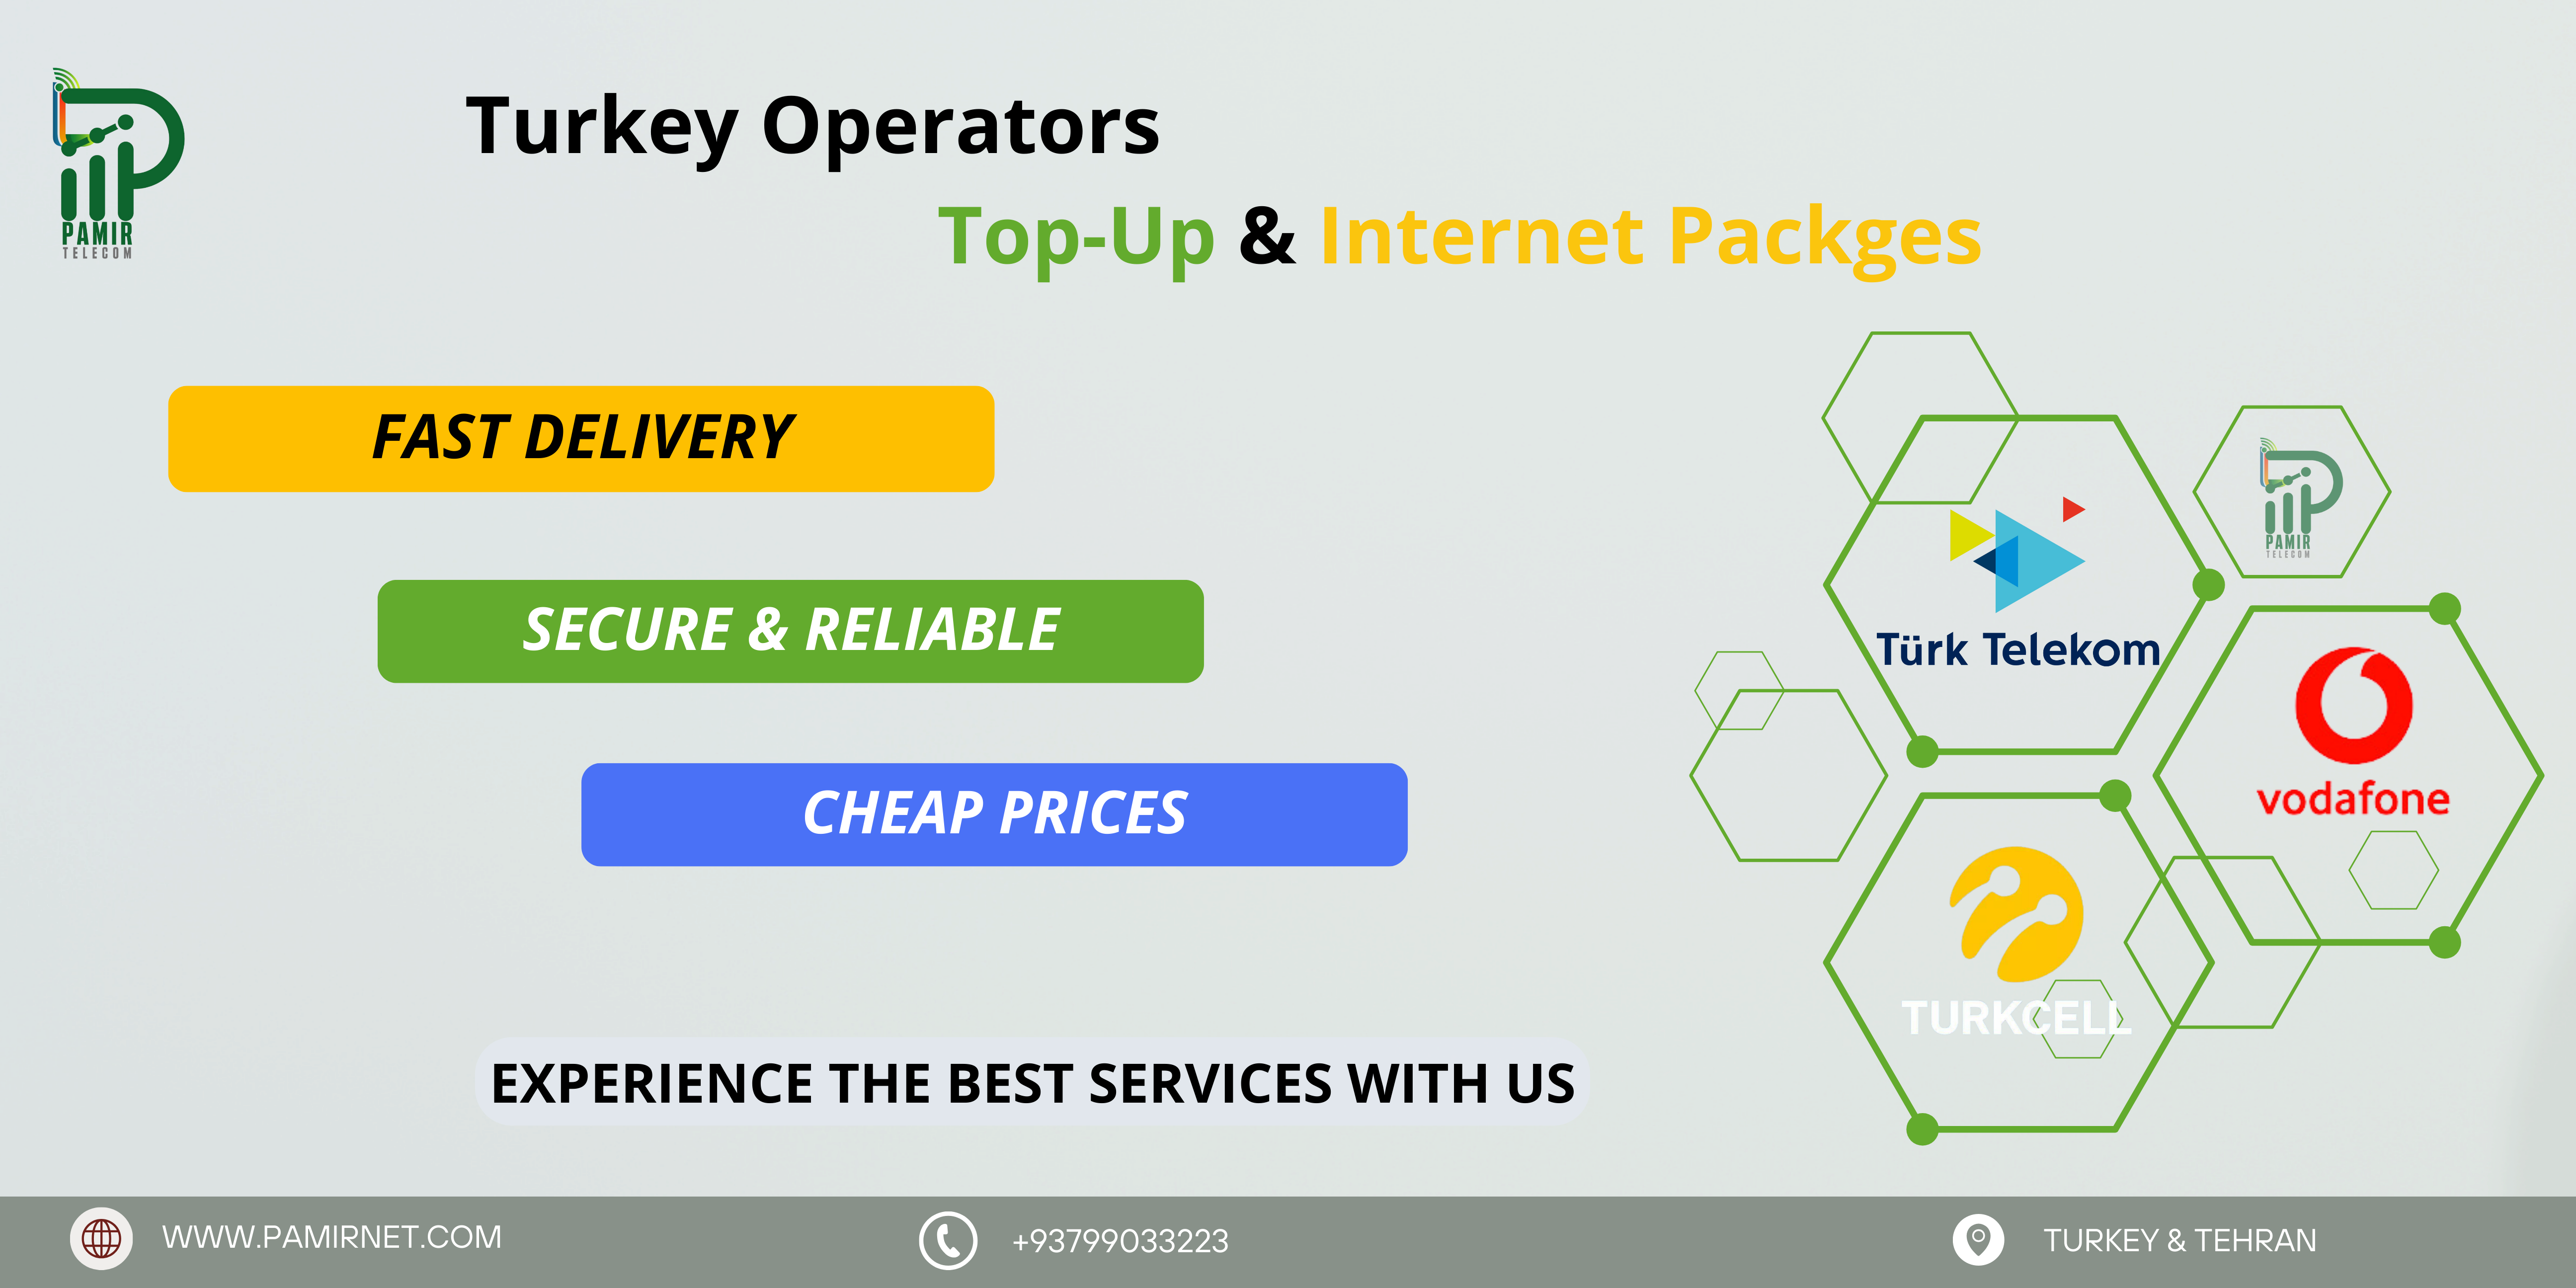 PAMIR
TELECOM
Turkey Operators
Top-Up & Internet Packges
FAST DELIVERY
SECURE & RELIABLE
CHEAP PRICES
EXPERIENCE THE BEST SERVICES WITH US
Türk Telekom
PAMIR
TELECOM
vodafone
TURKCELL
WWW.PAMIRNET.COM
+93799033223
TURKEY & TEHRAN